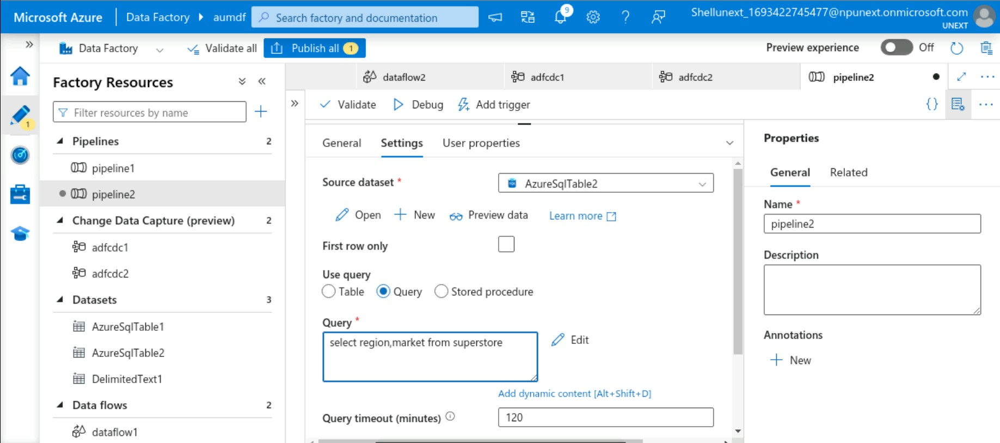 Microsoft Azure
Data Factory
aumdf
Search factory and documentation
9
Shellunext_1693422745477@npunext.onmicrosoft.com
UNEXT
Data Factory
Validate all
Publish all 1
Preview experience
Off
1
Factory Resources
Filter resources by name
Pipelines 2
pipeline1
pipeline2
Change Data Capture (preview) 2
adfcdc1
adfcdc2
Datasets 3
AzureSqlTable1
AzureSqlTable2
DelimitedText1
Data flows 2
dataflow1
dataflow2
adfcdc1
adfcdc2
pipeline2
Validate
Debug
Add trigger
General
Settings
User properties
Source dataset *
AzureSqlTable2
Open
New
Preview data
Learn more
First row only
Use query
Table
Query
Stored procedure
Query *
select region,market from superstore
Edit
Add dynamic content [Alt+Shift+D]
Query timeout (minutes)
120
Properties
General
Related
Name *
pipeline2
Description
Annotations
New